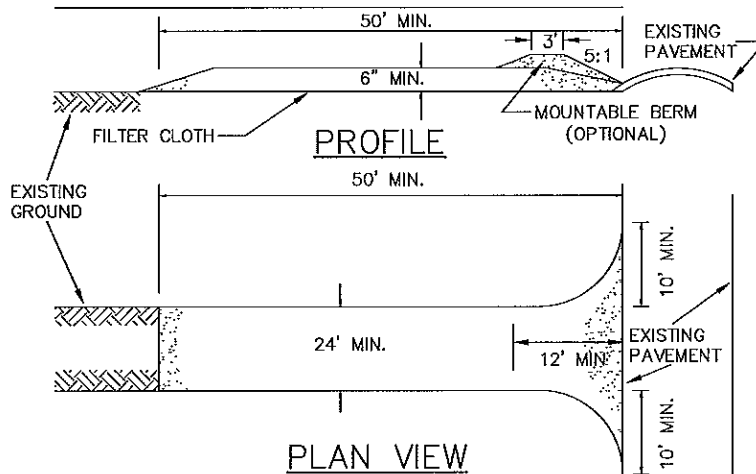 50' MIN.
3'
5:1
EXISTING
PAVEMENT
6" MIN.
FILTER CLOTH
MOUNTABLE BERM
(OPTIONAL)
PROFILE
50' MIN.
EXISTING
GROUND
10' MIN.
24' MIN.
12' MIN
EXISTING
PAVEMENT
10' MIN.
PLAN VIEW